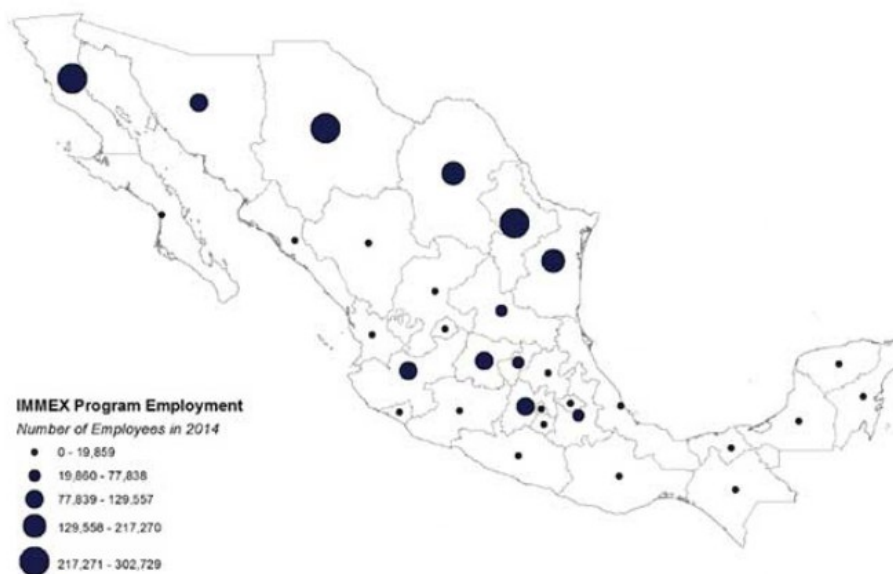 IMMEX Program Employment
Number of Employees in 2014
0 - 19,859
19,860 - 77,838
77,839 - 129,557
129,558 - 217,270
217,271 - 302,729